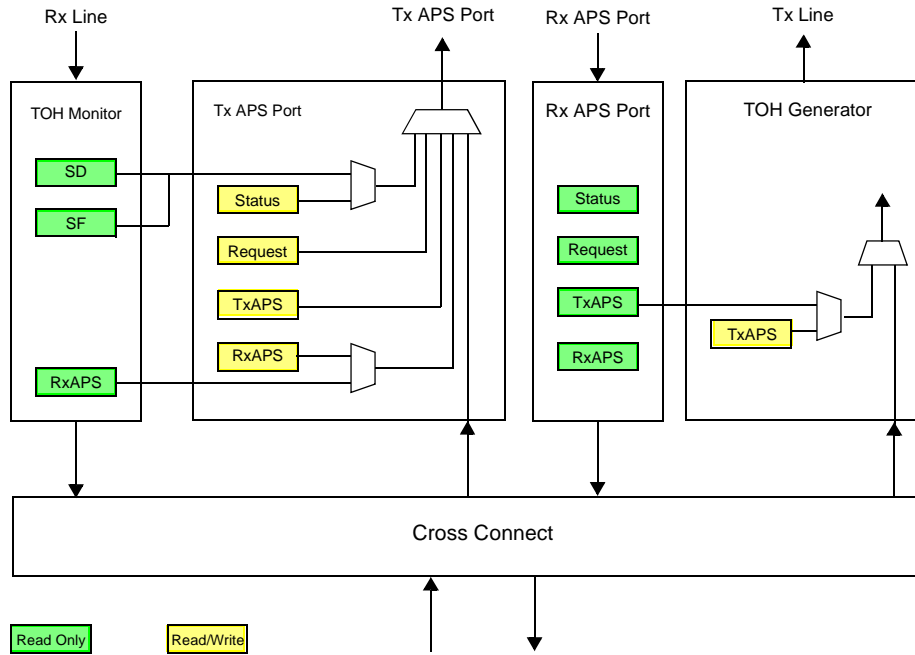 Rx Line
Tx APS Port
Rx APS Port
Tx Line
TOH Monitor
Tx APS Port
Rx APS Port
TOH Generator
SD
SF
RxAPS
Status
Request
TxAPS
RxAPS
Status
Request
TxAPS
RxAPS
TxAPS
Cross Connect
Read Only
Read/Write